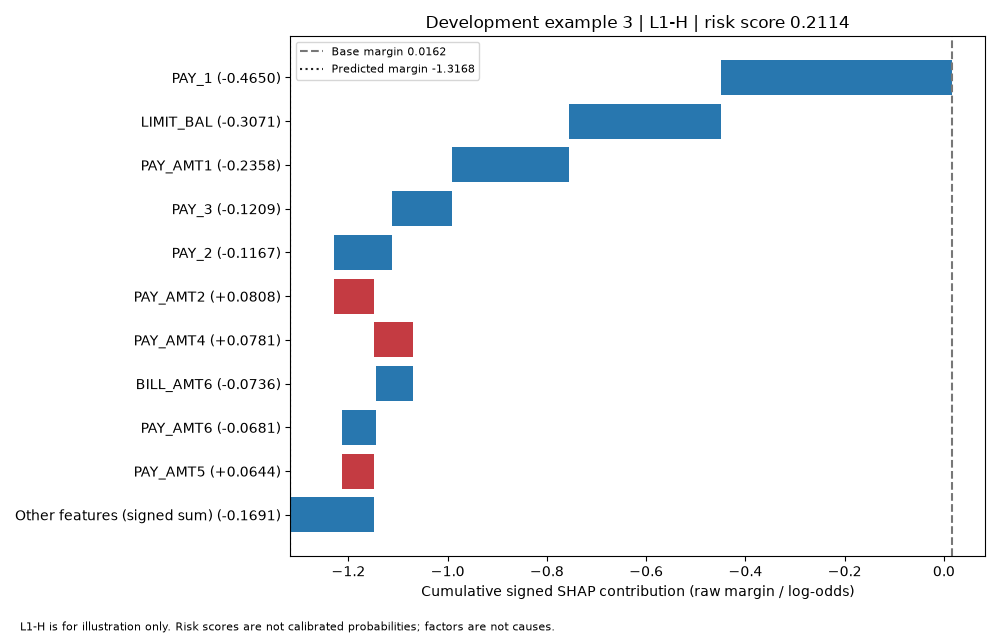 Development example 3 | L1-H | risk score 0.2114
Base margin 0.0162
Predicted margin -1.3168
PAY_1 (-0.4650)
LIMIT_BAL (-0.3071)
PAY_AMT1 (-0.2358)
PAY_3 (-0.1209)
PAY_2 (-0.1167)
PAY_AMT2 (+0.0808)
PAY_AMT4 (+0.0781)
BILL_AMT6 (-0.0736)
PAY_AMT6 (-0.0681)
PAY_AMT5 (+0.0644)
Other features (signed sum) (-0.1691)
−1.2 −1.0 −0.8 −0.6 −0.4 −0.2 0.0
Cumulative signed SHAP contribution (raw margin / log-odds)
L1-H is for illustration only. Risk scores are not calibrated probabilities; factors are not causes.